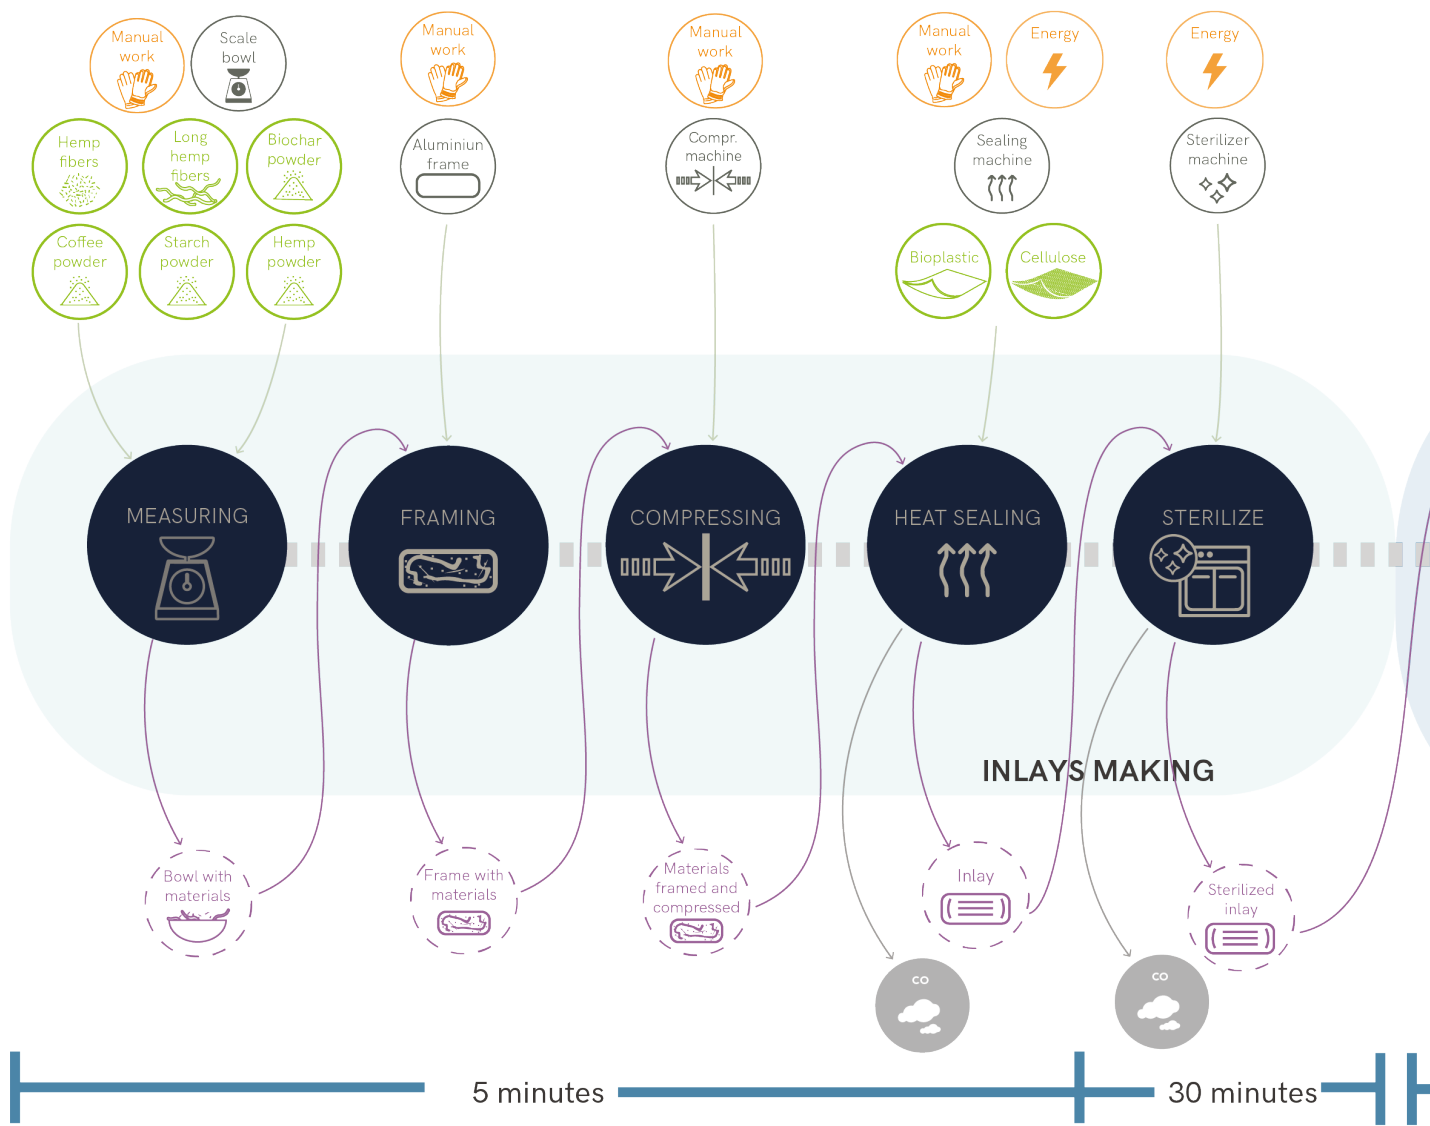 Manual
work
Scale
bowl
Manual
work
Manual
work
Manual
work
Energy
Energy
Hemp
fibers
Long
hemp
fibers
Biochar
powder
Aluminiun
frame
Compr.
machine
Sealing
machine
Sterilizer
machine
Coffee
powder
Starch
powder
Hemp
powder
Bioplastic
Cellulose
MEASURING
FRAMING
COMPRESSING
HEAT SEALING
STERILIZE
INLAYS MAKING
Bowl with
materials
Frame with
materials
Materials
framed and
compressed
Inlay
Sterilized
inlay
CO
CO
5 minutes
30 minutes